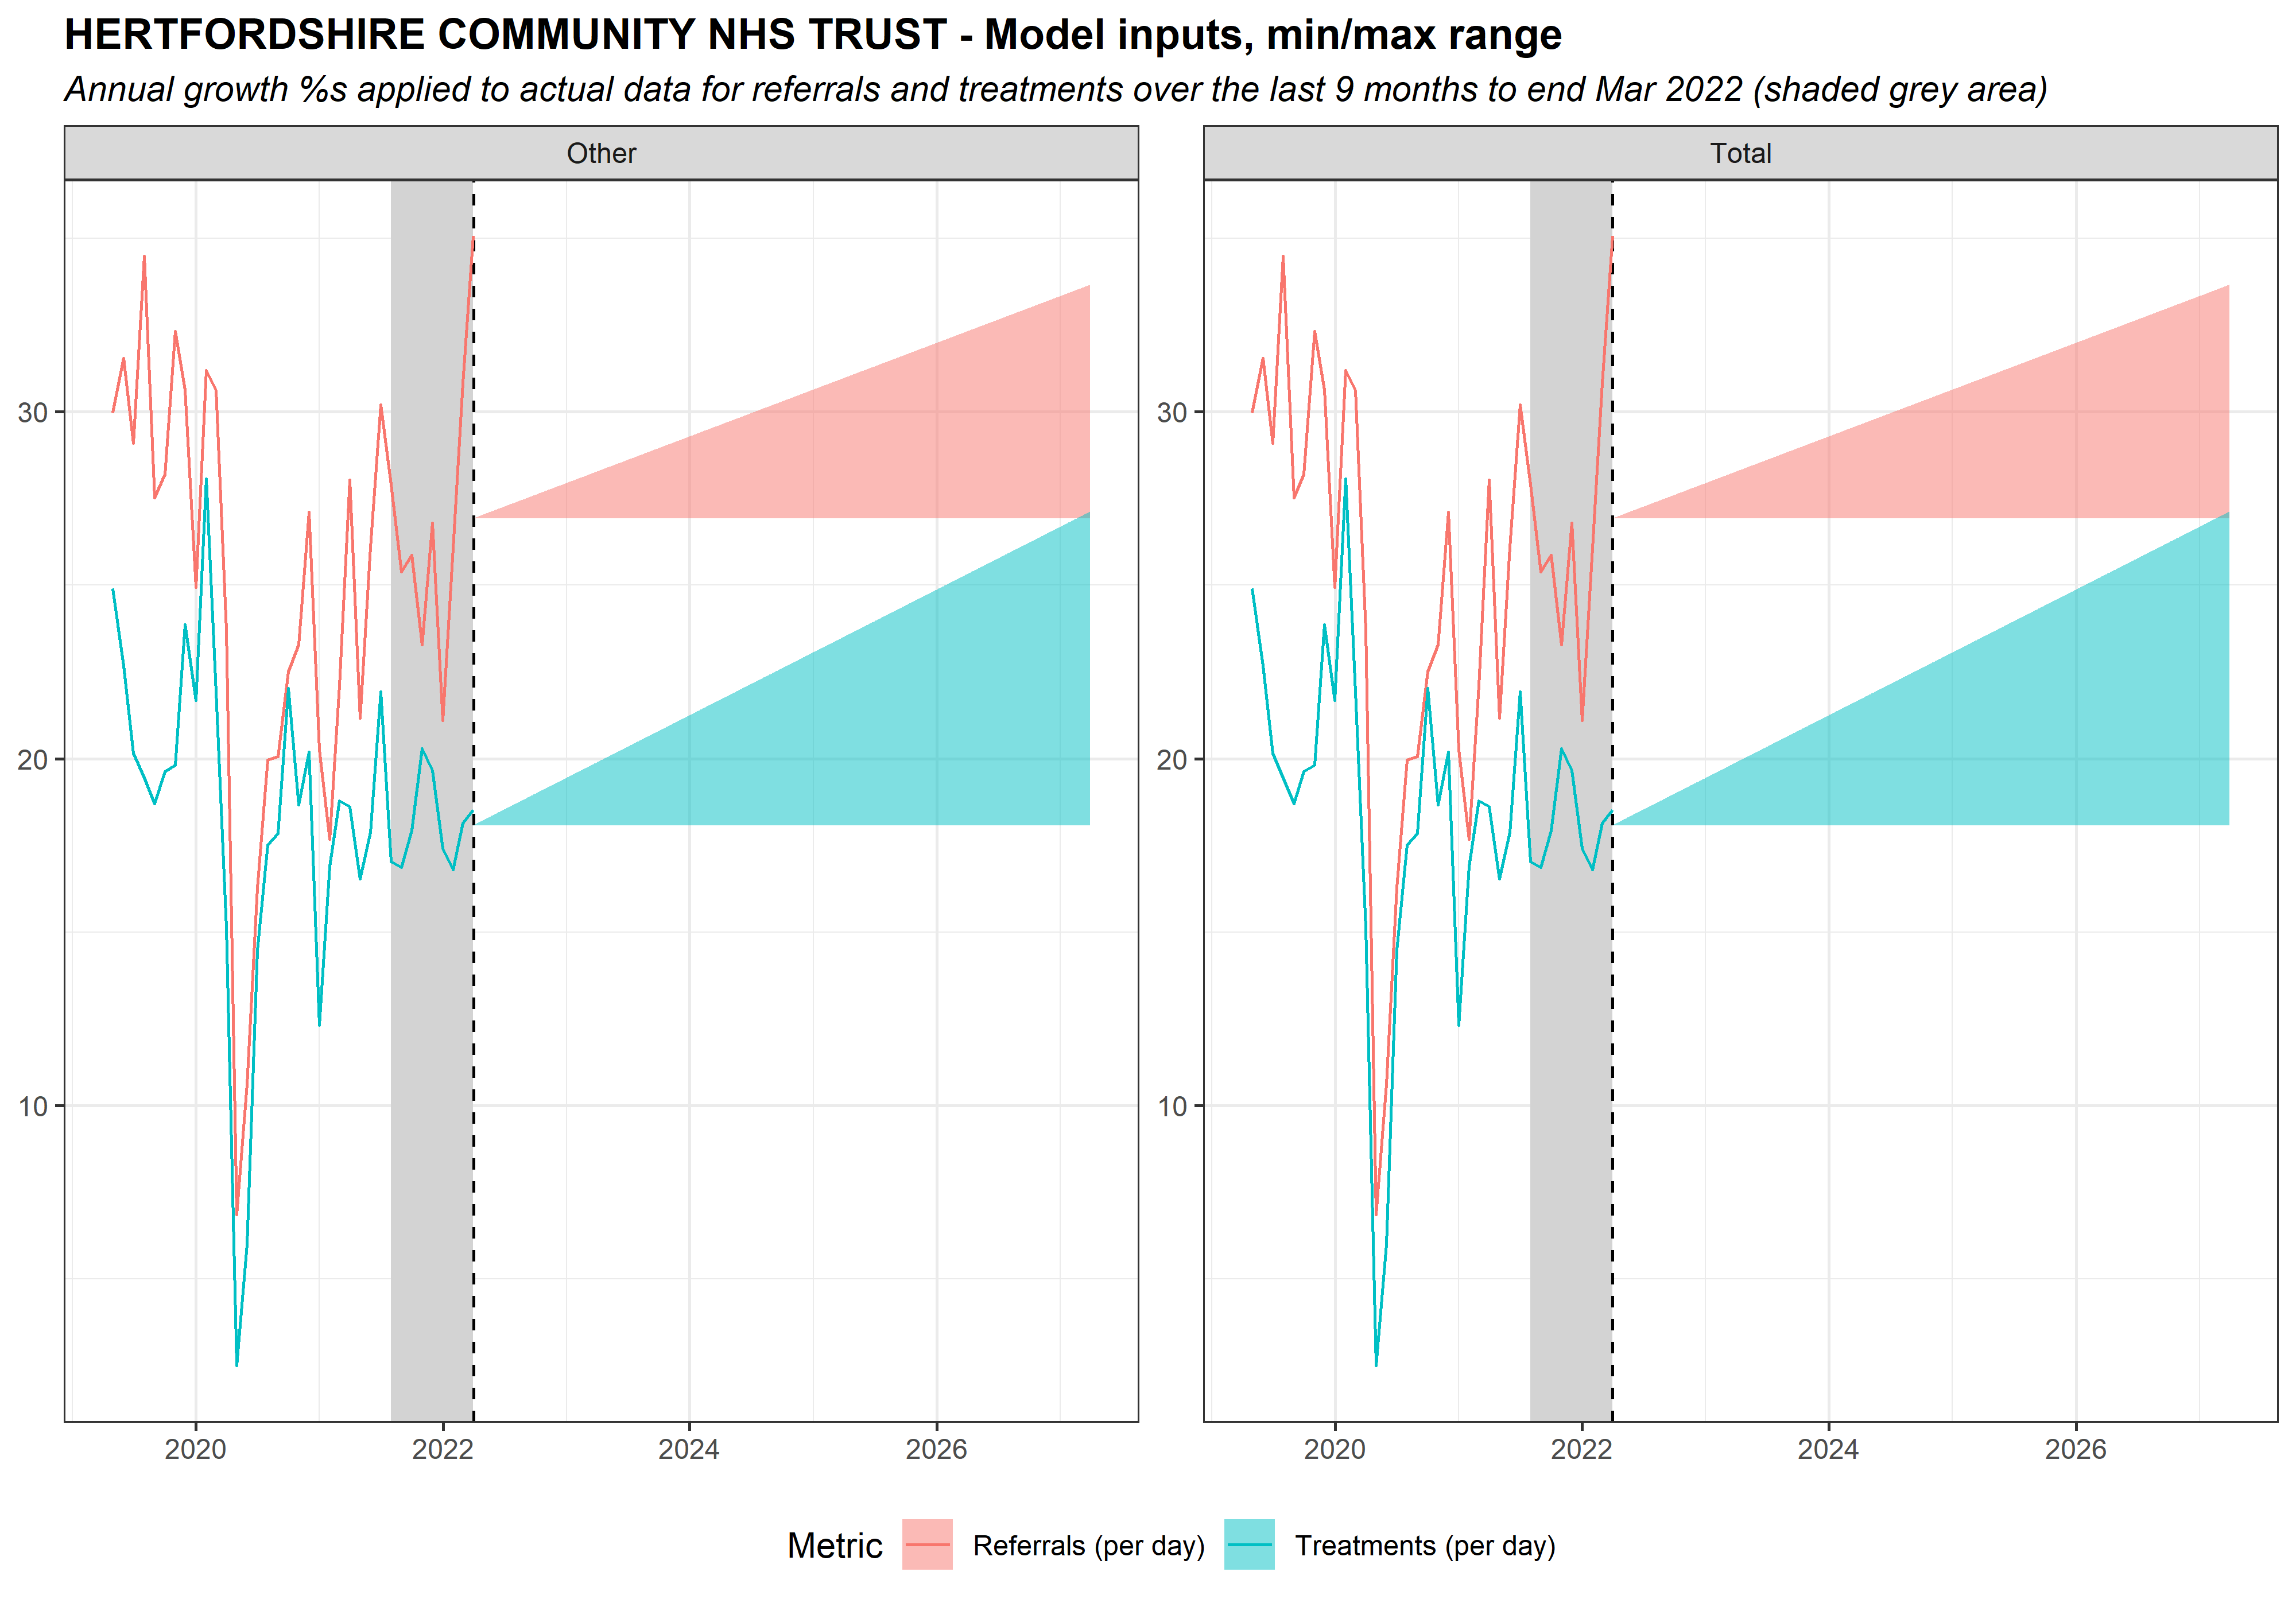 HERTFORDSHIRE COMMUNITY NHS TRUST - Model inputs, min/max range
Annual growth %s applied to actual data for referrals and treatments over the last 9 months to end Mar 2022 (shaded grey area)
Other
Total
30
20
10
30
20
10
2020 2022 2024 2026
2020 2022 2024 2026
Metric Referrals (per day) Treatments (per day)